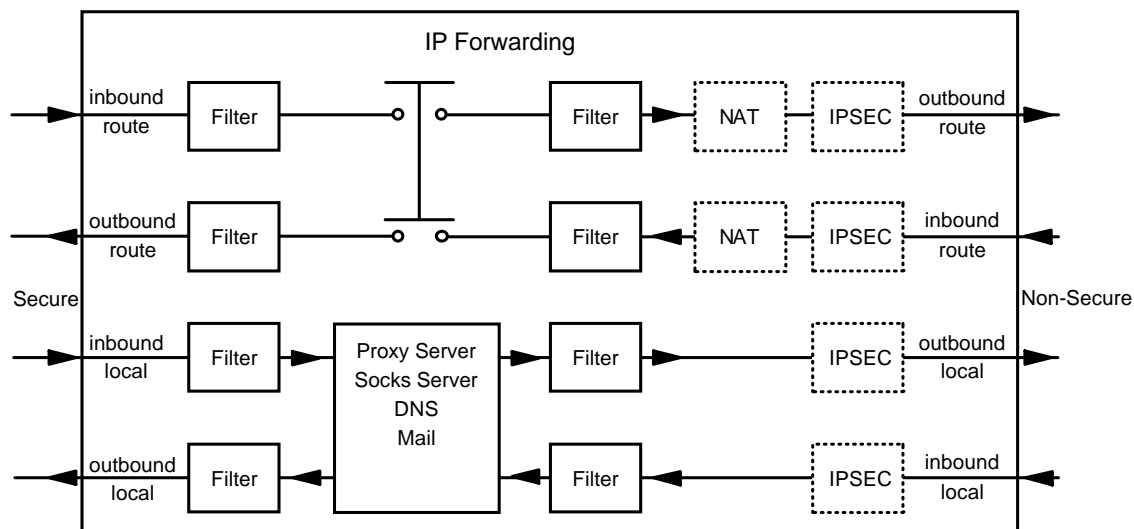 IP Forwarding
inbound
route
Filter
Filter
NAT
IPSEC
outbound
route
outbound
route
Filter
Filter
NAT
IPSEC
inbound
route
Secure
Non-Secure
inbound
local
Filter
Proxy Server
Socks Server
DNS
Mail
Filter
IPSEC
outbound
local
outbound
local
Filter
Filter
IPSEC
inbound
local